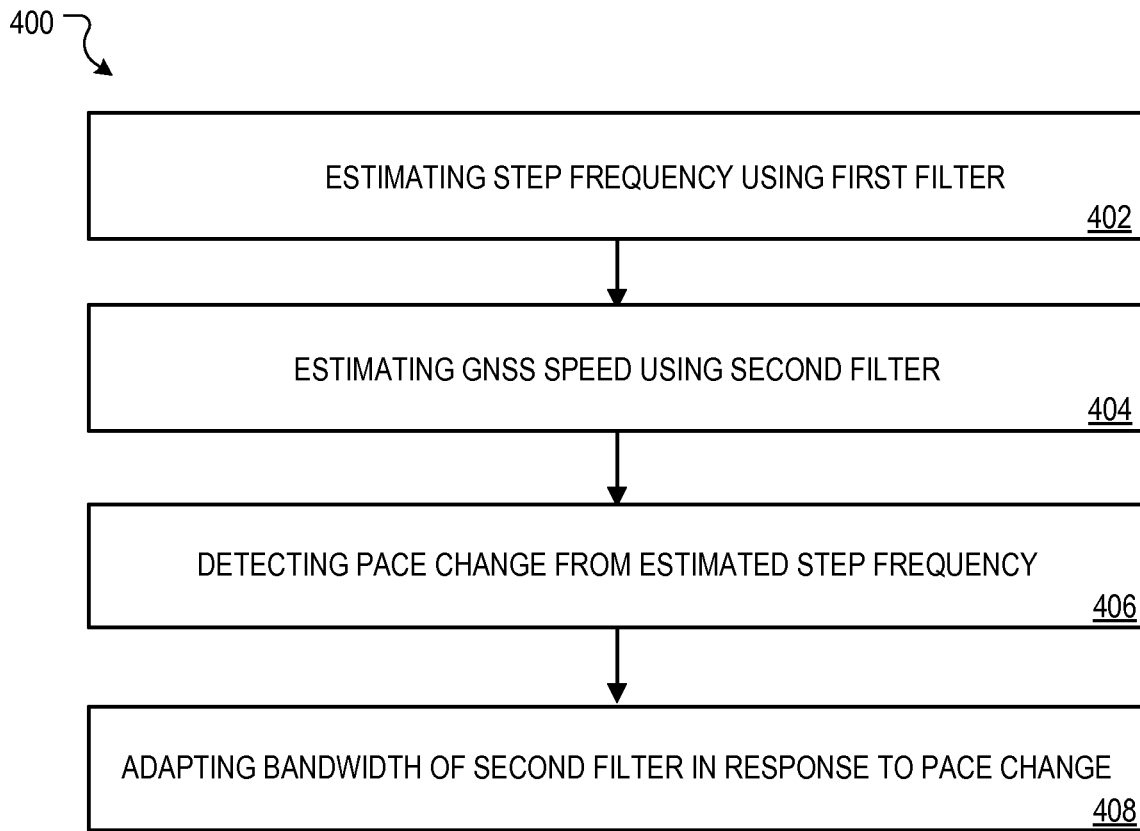 400
ESTIMATING STEP FREQUENCY USING FIRST FILTER
402
ESTIMATING GNSS SPEED USING SECOND FILTER
404
DETECTING PACE CHANGE FROM ESTIMATED STEP FREQUENCY
406
ADAPTING BANDWIDTH OF SECOND FILTER IN RESPONSE TO PACE CHANGE
408